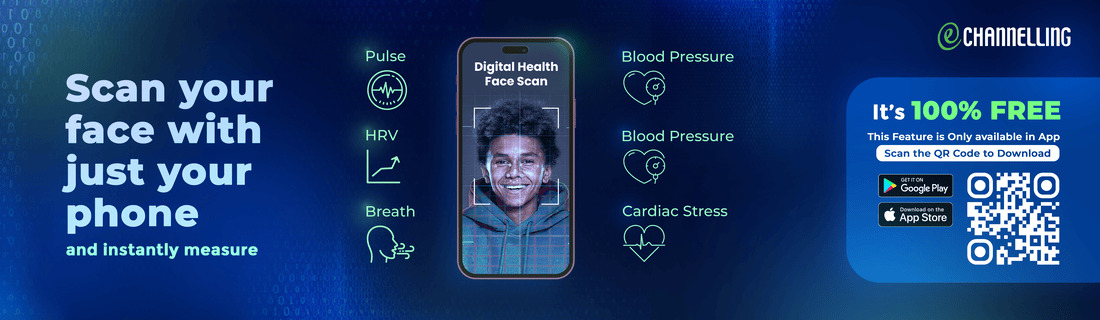 Scan your
face with
just your
phone
and instantly measure
Pulse
HRV
Breath
Digital Health
Face Scan
Blood Pressure
Blood Pressure
Cardiac Stress
e CHANNELLING
It's 100% FREE
This Feature is Only available in App
Scan the QR Code to Download
GET IT ON
Google Play
Download on the
App Store